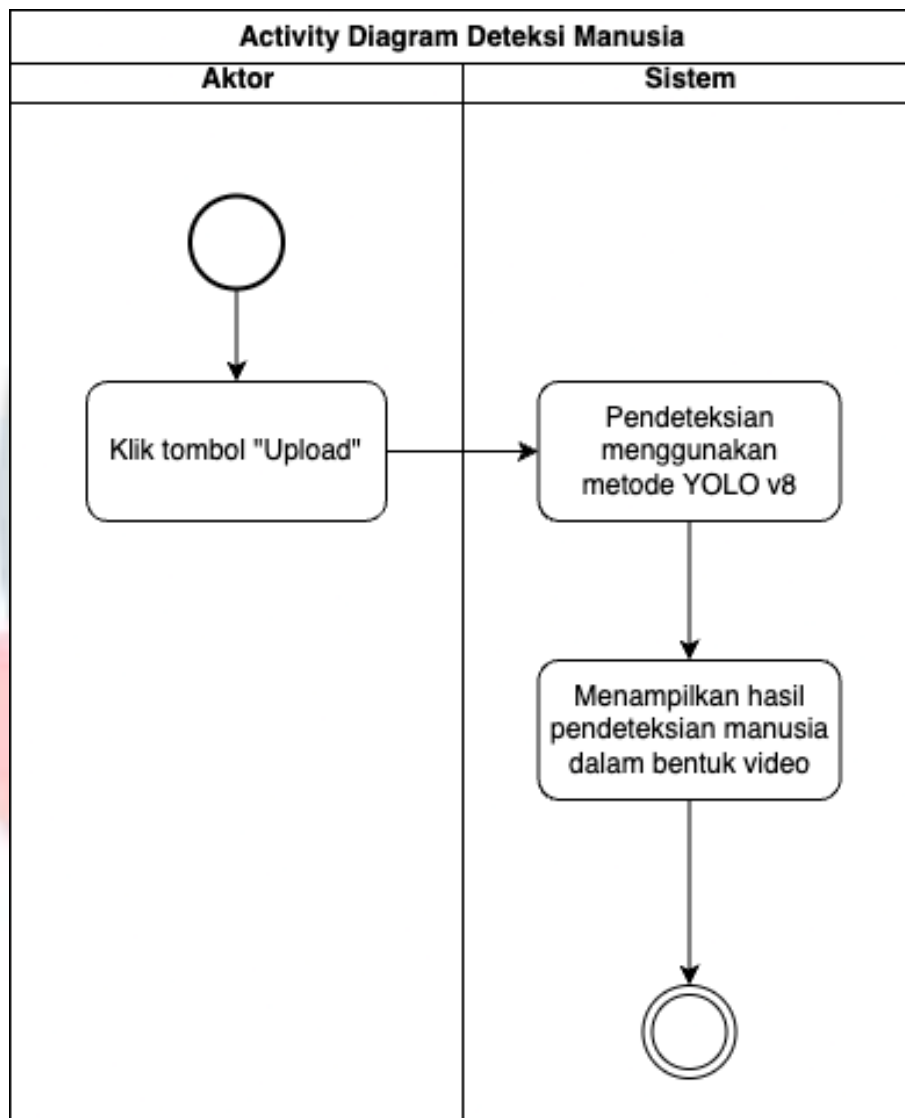 Activity Diagram Deteksi Manusia
Aktor
Sistem
Klik tombol "Upload"
Pendeteksian
menggunakan
metode YOLO v8
Menampilkan hasil
pendeteksian manusia
dalam bentuk video